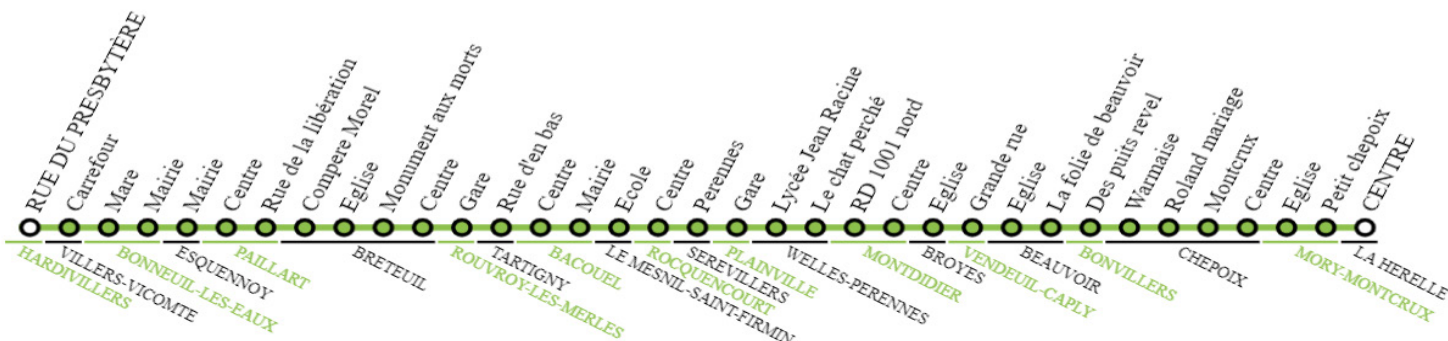 RUE DU PRESBYTÈRE
Carrefour
Mare
Mairie
Mairie
Centre
Rue de la libération
Compere Morel
Eglise
Monument aux morts
Centre
Gare
Rue d'en bas
Centre
Mairie
Ecole
Centre
Perennes
Gare
Lycée Jean Racine
Le chat perché
RD 1001 nord
Centre
Eglise
Grande rue
Eglise
La folie de beauvoir
Des puits revel
Warmaise
Roland mariage
Montcrux
Centre
Eglise
Petit chepoix
CENTRE
HARDIVILLERS
VILLERS-VICOMTE
BONNEUIL-LES-EAUX
ESQUENNOY
PAILLART
BRETEUIL
ROUVROY-LES-MERLES
TARTIGNY
BACOUEL
LE MESNIL-SAINT-FIRMIN
ROCQUENCOURT
SEREVILLERS
PLAINVILLE
WELLES-PERENNES
MONTDIDIER
BROYES
VENDEUIL-CAPLY
BEAUVOIR
BONVILLERS
CHEPOIX
MORY-MONTCRUX
LA HERELLE